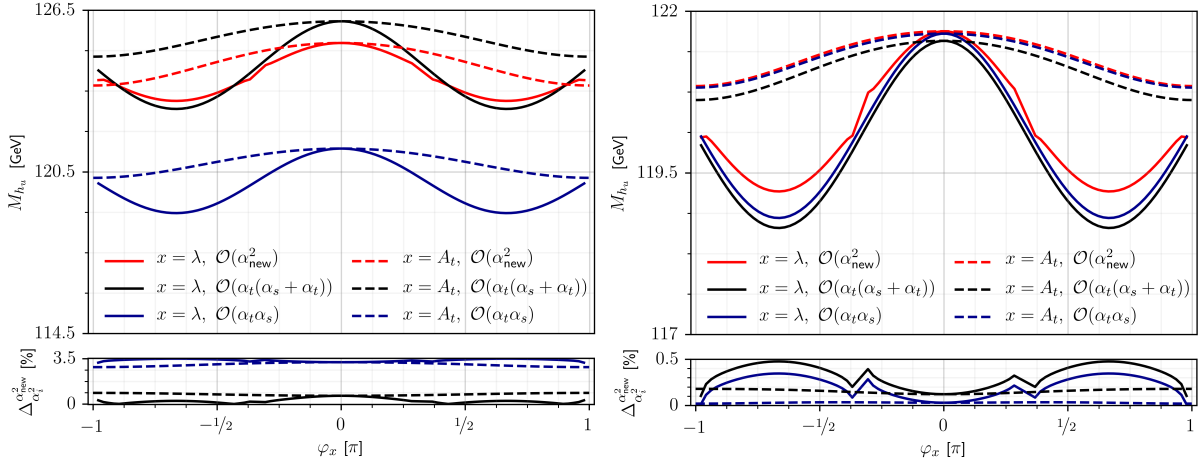 126.5
120.5
114.5
M_{h_u} [GeV]
x = λ, O(α²_new)
x = A_t, O(α²_new)
x = λ, O(α_t(α_s + α_t))
x = A_t, O(α_t(α_s + α_t))
x = λ, O(α_tα_s)
x = A_t, O(α_tα_s)
3.5
0
Δ^{α²_new}_{α²_i} [%]
−1
−1/2
0
1/2
1
φ_x [π]
122
119.5
117
M_{h_u} [GeV]
x = λ, O(α²_new)
x = A_t, O(α²_new)
x = λ, O(α_t(α_s + α_t))
x = A_t, O(α_t(α_s + α_t))
x = λ, O(α_tα_s)
x = A_t, O(α_tα_s)
0.5
0
Δ^{α²_new}_{α²_i} [%]
−1
−1/2
0
1/2
1
φ_x [π]